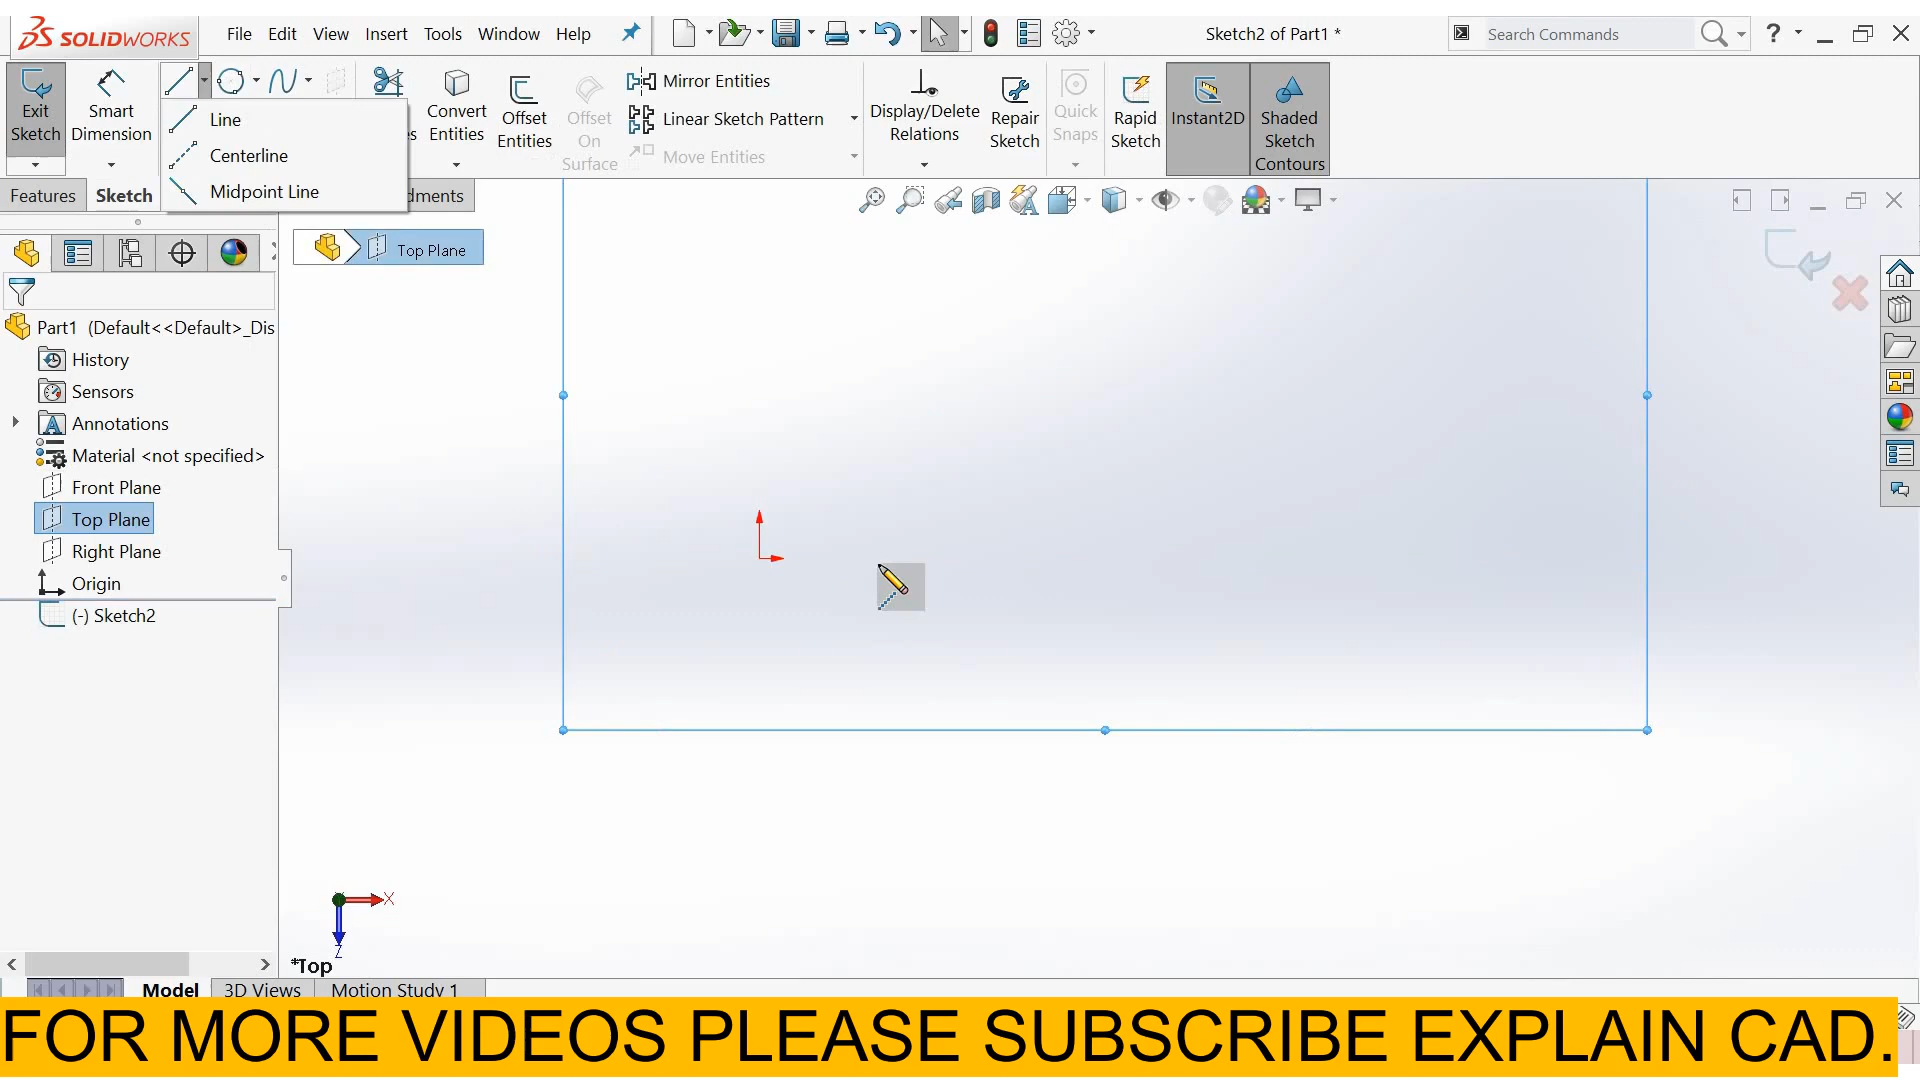 SOLIDWORKS
File Edit View Insert Tools Window Help
Sketch2 of Part1 *
Search Commands
Exit Sketch
Smart Dimension
Line
Centerline
Midpoint Line
Convert Entities
Offset Entities
Offset On Surface
Mirror Entities
Linear Sketch Pattern
Move Entities
Display/Delete Relations
Repair Sketch
Quick Snaps
Rapid Sketch
Instant2D
Shaded Sketch Contours
Features
Sketch
Top Plane
Part1 (Default<<Default>_Dis
History
Sensors
Annotations
Material <not specified>
Front Plane
Top Plane
Right Plane
Origin
(-) Sketch2
X
Z
*Top
Model
3D Views
Motion Study 1
FOR MORE VIDEOS PLEASE SUBSCRIBE EXPLAIN CAD.